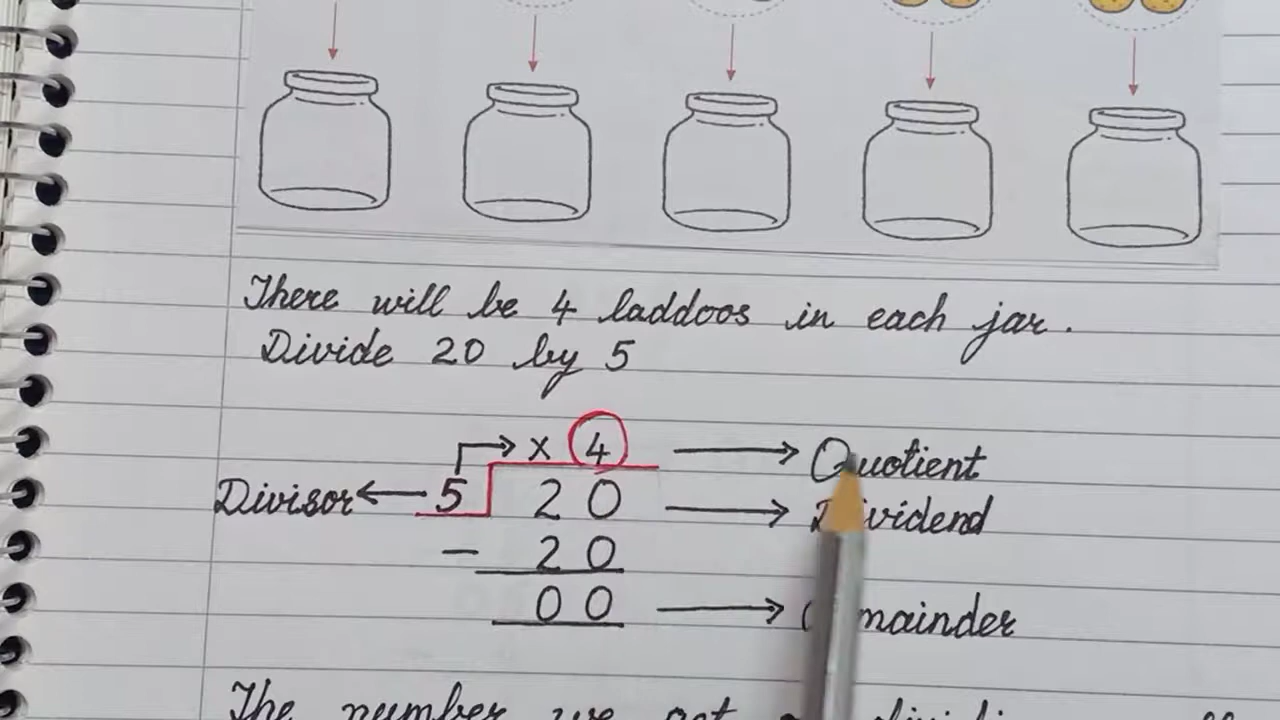 There will be 4 laddoos in each jar.
Divide 20 by 5
× 4 → Quotient
Divisor ← 5 20 → Dividend
- 20
00 →
The number we get